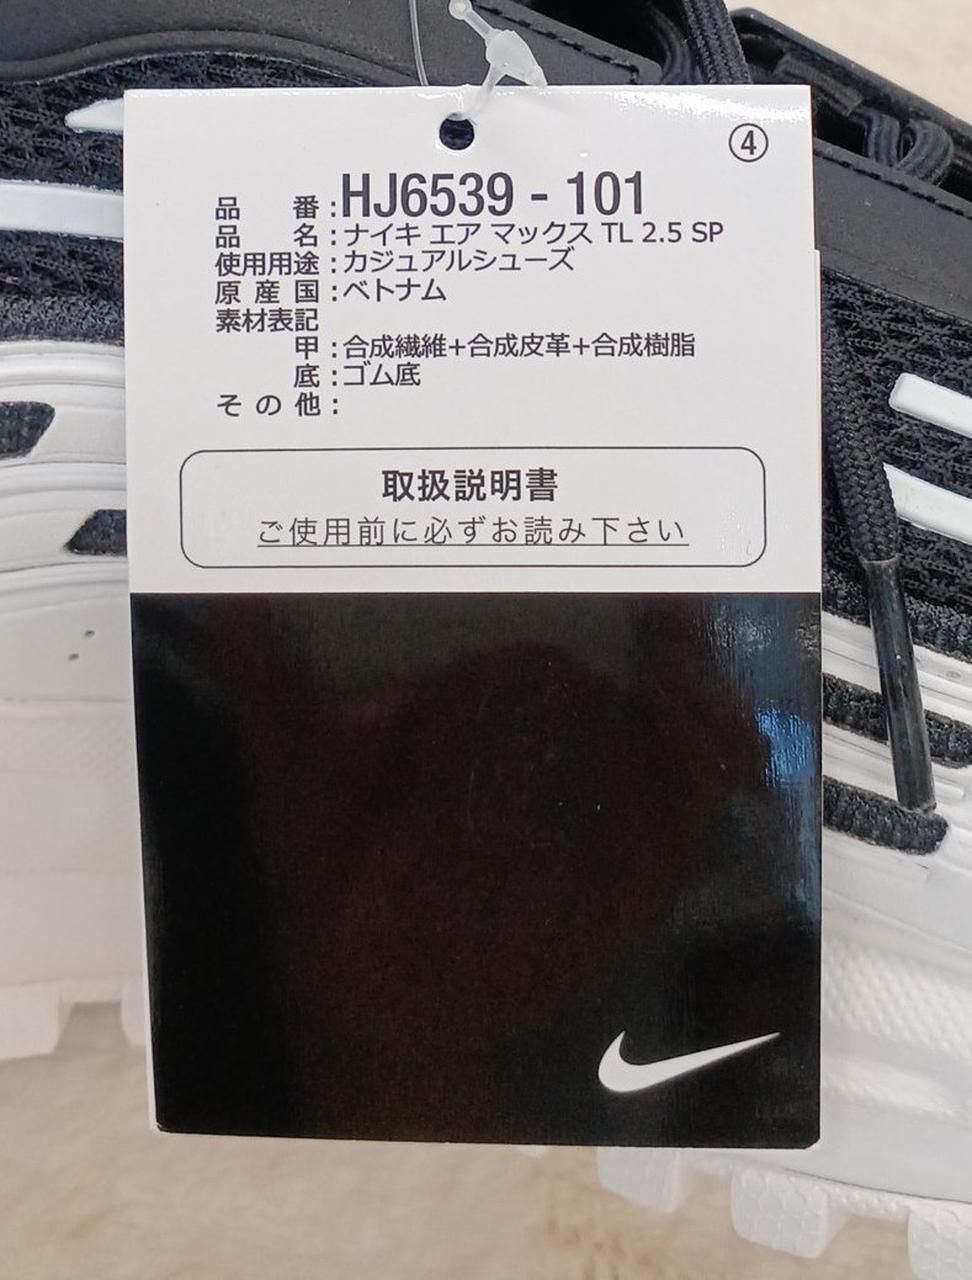 ④
品番:HJ6539 - 101
品名:ナイキ エア マックス TL 2.5 SP
使用用途:カジュアルシューズ
原産国:ベトナム
素材表記
甲:合成繊維+合成皮革+合成樹脂
底:ゴム底
その他:
取扱説明書
ご使用前に必ずお読み下さい